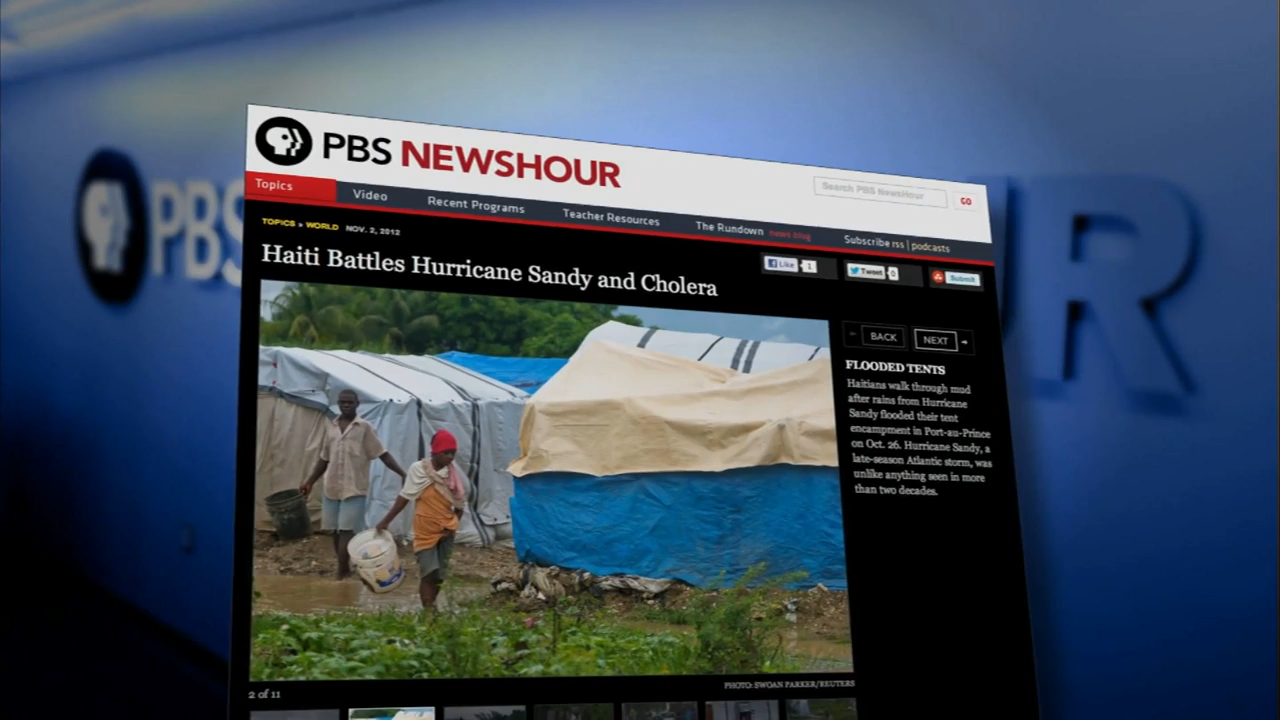 PBS
R
PBS NEWSHOUR
Search PBS NewsHour GO
Topics Video Recent Programs Teacher Resources The Rundown news blog Subscribe rss | podcasts
TOPICS » WORLD NOV. 2, 2012
Like 1 Tweet 0 Submit
Haiti Battles Hurricane Sandy and Cholera
BACK NEXT
FLOODED TENTS
Haitians walk through mud
after rains from Hurricane
Sandy flooded their tent
encampment in Port-au-Prince
on Oct. 26. Hurricane Sandy, a
late-season Atlantic storm, was
unlike anything seen in more
than two decades.
2 of 11
PHOTO: SWOAN PARKER/REUTERS